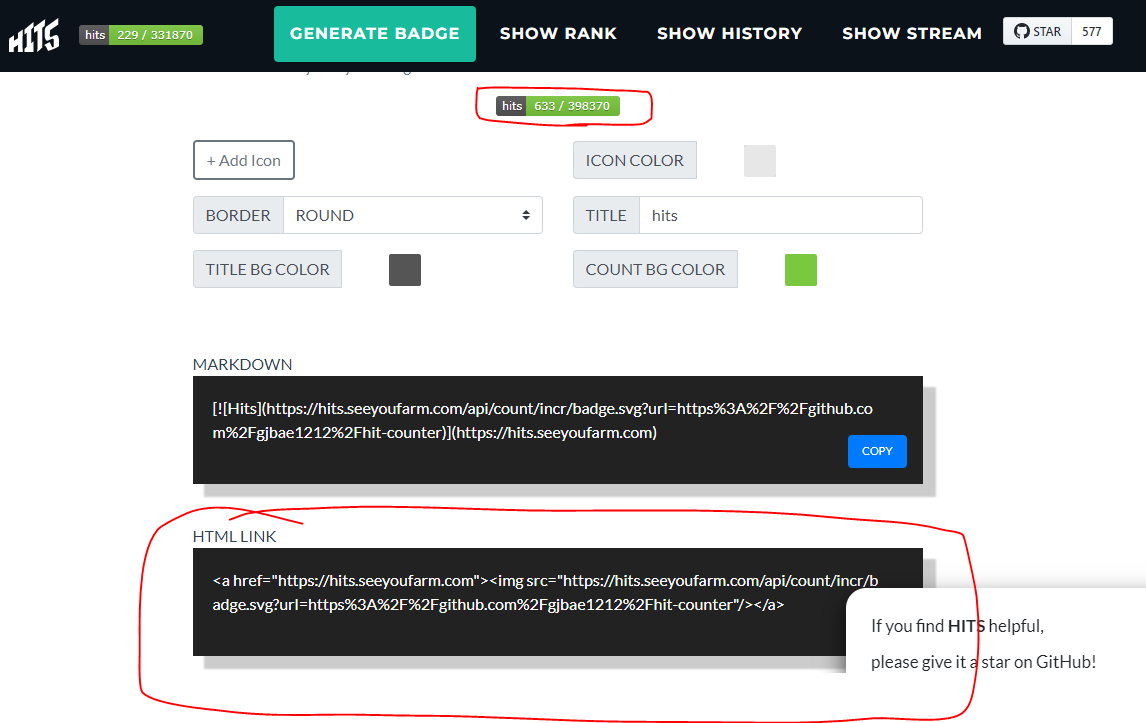 HITS
hits 229 / 331870
GENERATE BADGE
SHOW RANK
SHOW HISTORY
SHOW STREAM
STAR 577
hits 633 / 398370
+ Add Icon
ICON COLOR
BORDER ROUND
TITLE hits
TITLE BG COLOR
COUNT BG COLOR
MARKDOWN
[![Hits](https://hits.seeyoufarm.com/api/count/incr/badge.svg?url=https%3A%2F%2Fgithub.co
m%2Fgjbae1212%2Fhit-counter)](https://hits.seeyoufarm.com)
COPY
HTML LINK
<a href="https://hits.seeyoufarm.com"><img src="https://hits.seeyoufarm.com/api/count/incr/b
adge.svg?url=https%3A%2F%2Fgithub.com%2Fgjbae1212%2Fhit-counter"/></a>
If you find HITS helpful,
please give it a star on GitHub!